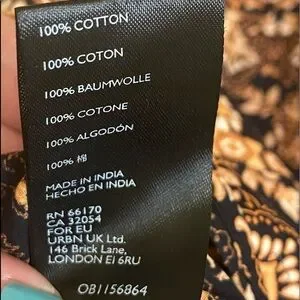 100% COTTON
100% COTON
100% BAUMWOLLE
100% COTONE
100% ALGODÓN
100% 棉
MADE IN INDIA
HECHO EN INDIA
RN 66170
CA 32054
FOR EU
URBN UK Ltd.
146 Brick Lane,
LONDON E1 6RU
OB1156864